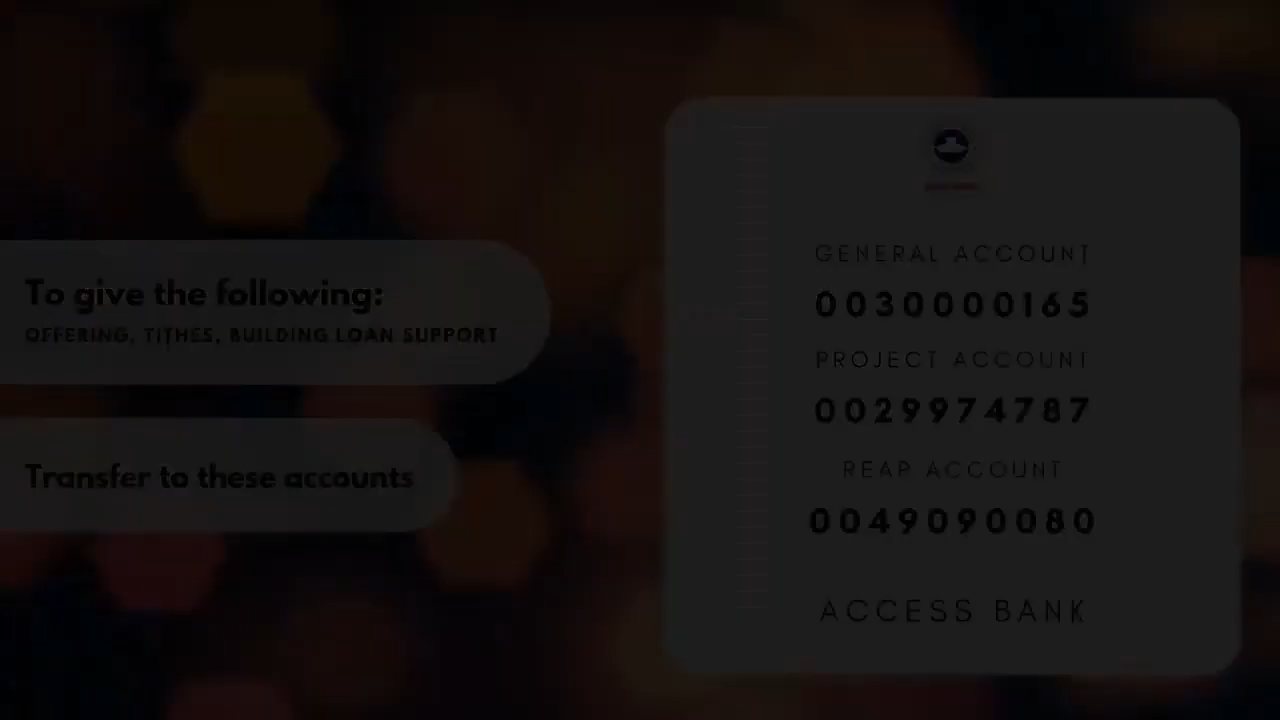 To give the following:
OFFERING, TITHES, BUILDING LOAN SUPPORT
Transfer to these accounts
GENERAL ACCOUNT
0030000165
PROJECT ACCOUNT
0029974787
REAP ACCOUNT
0049090080
ACCESS BANK